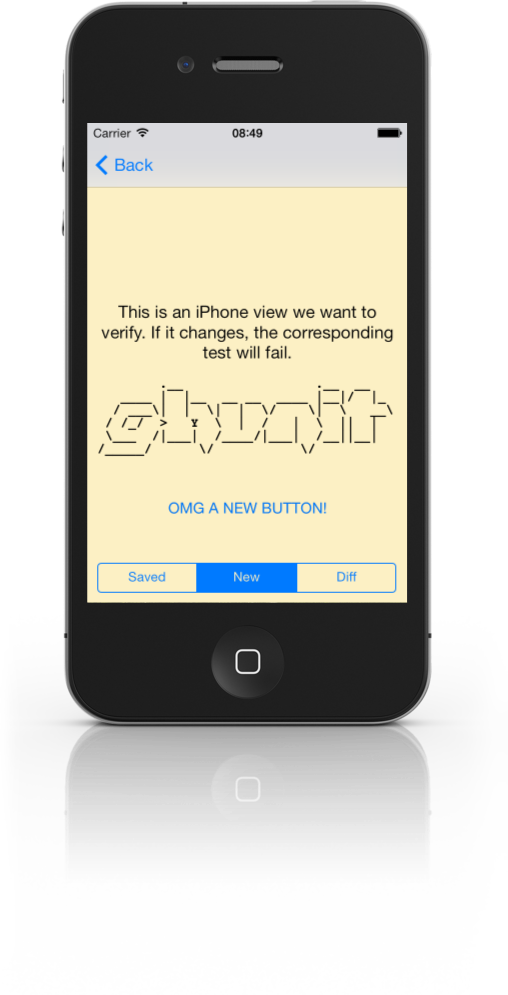 Carrier 08:49
Back
This is an iPhone view we want to
verify. If it changes, the corresponding
test will fail.
ghunit
OMG A NEW BUTTON!
Saved New Diff